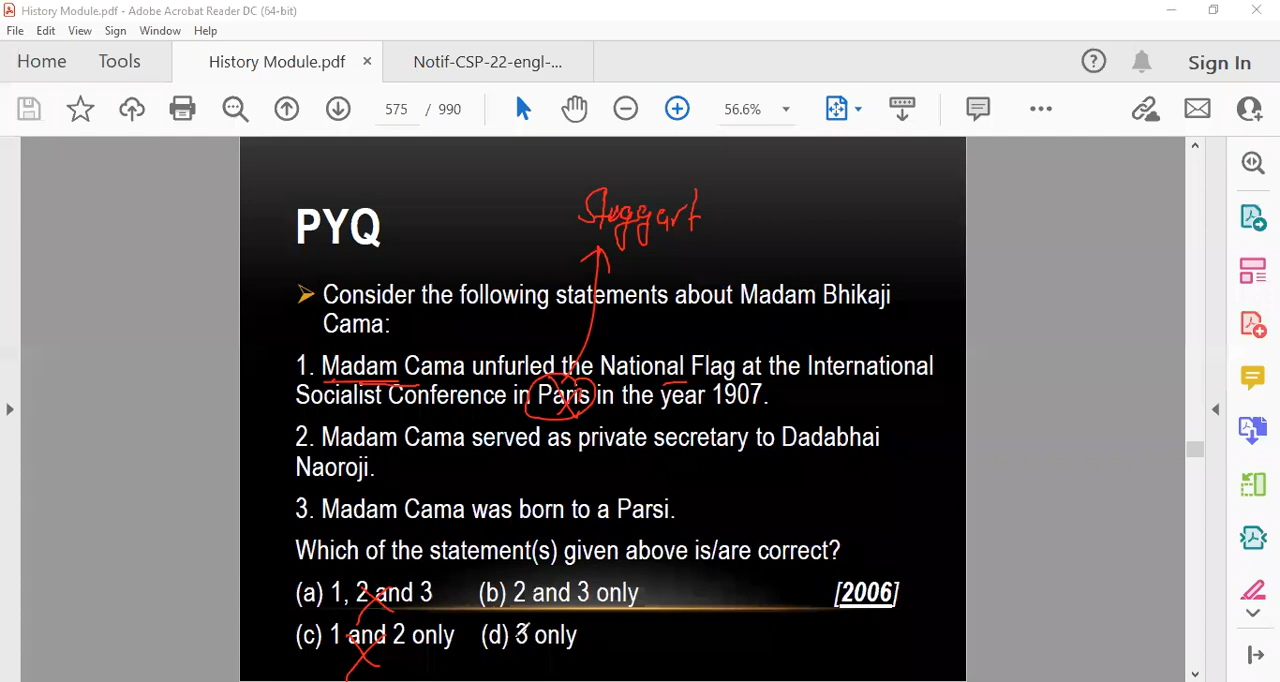 History Module.pdf - Adobe Acrobat Reader DC (64-bit)
File Edit View Sign Window Help
Home Tools History Module.pdf × Notif-CSP-22-engl-... Sign In
575 / 990 56.6%
Stuggart
PYQ
Consider the following statements about Madam Bhikaji
Cama:
1. Madam Cama unfurled the National Flag at the International
Socialist Conference in Paris in the year 1907.
2. Madam Cama served as private secretary to Dadabhai
Naoroji.
3. Madam Cama was born to a Parsi.
Which of the statement(s) given above is/are correct?
(a) 1, 2 and 3 (b) 2 and 3 only [2006]
(c) 1 and 2 only (d) 3 only